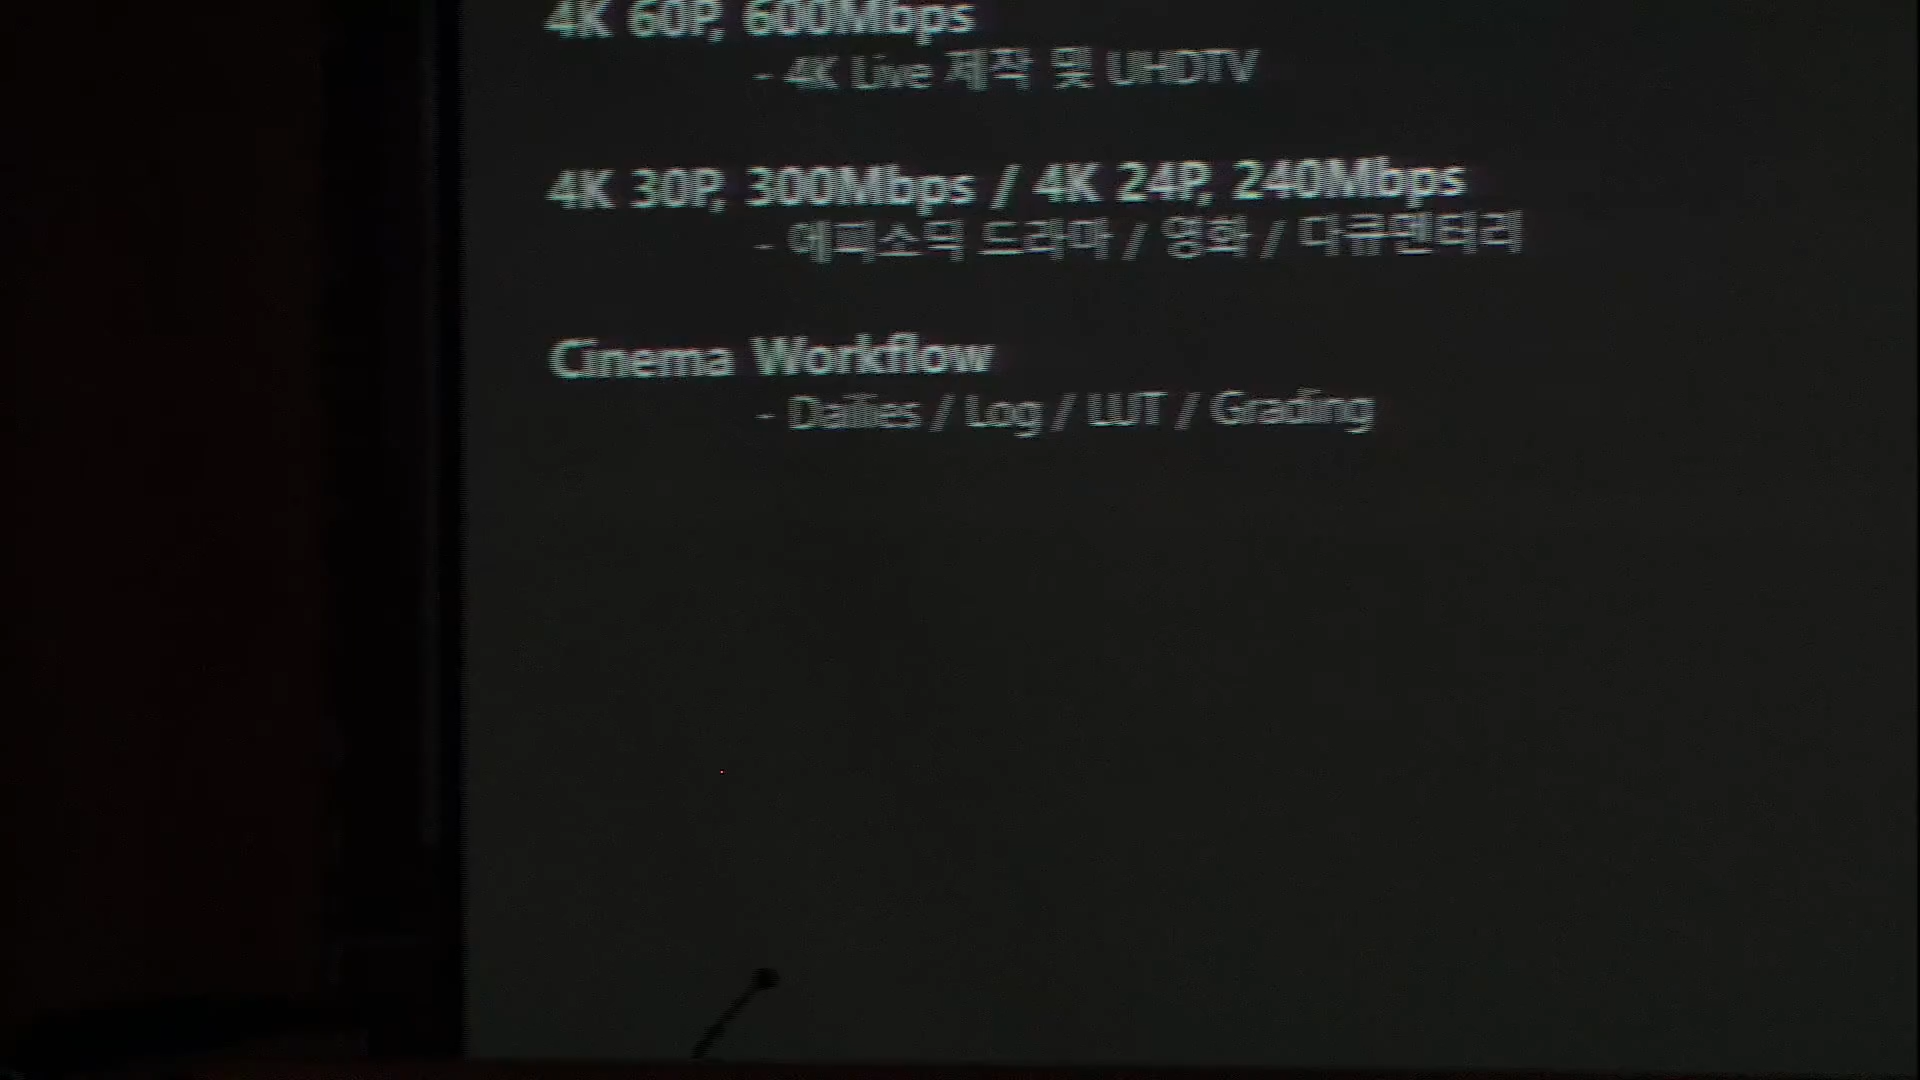 4K 60P, 600Mbps
- 4K Live 제작 및 UHDTV
4K 30P, 300Mbps / 4K 24P, 240Mbps
- 에피소딕 드라마 / 영화 / 다큐멘터리
Cinema Workflow
- Dailies / Log / LUT / Grading